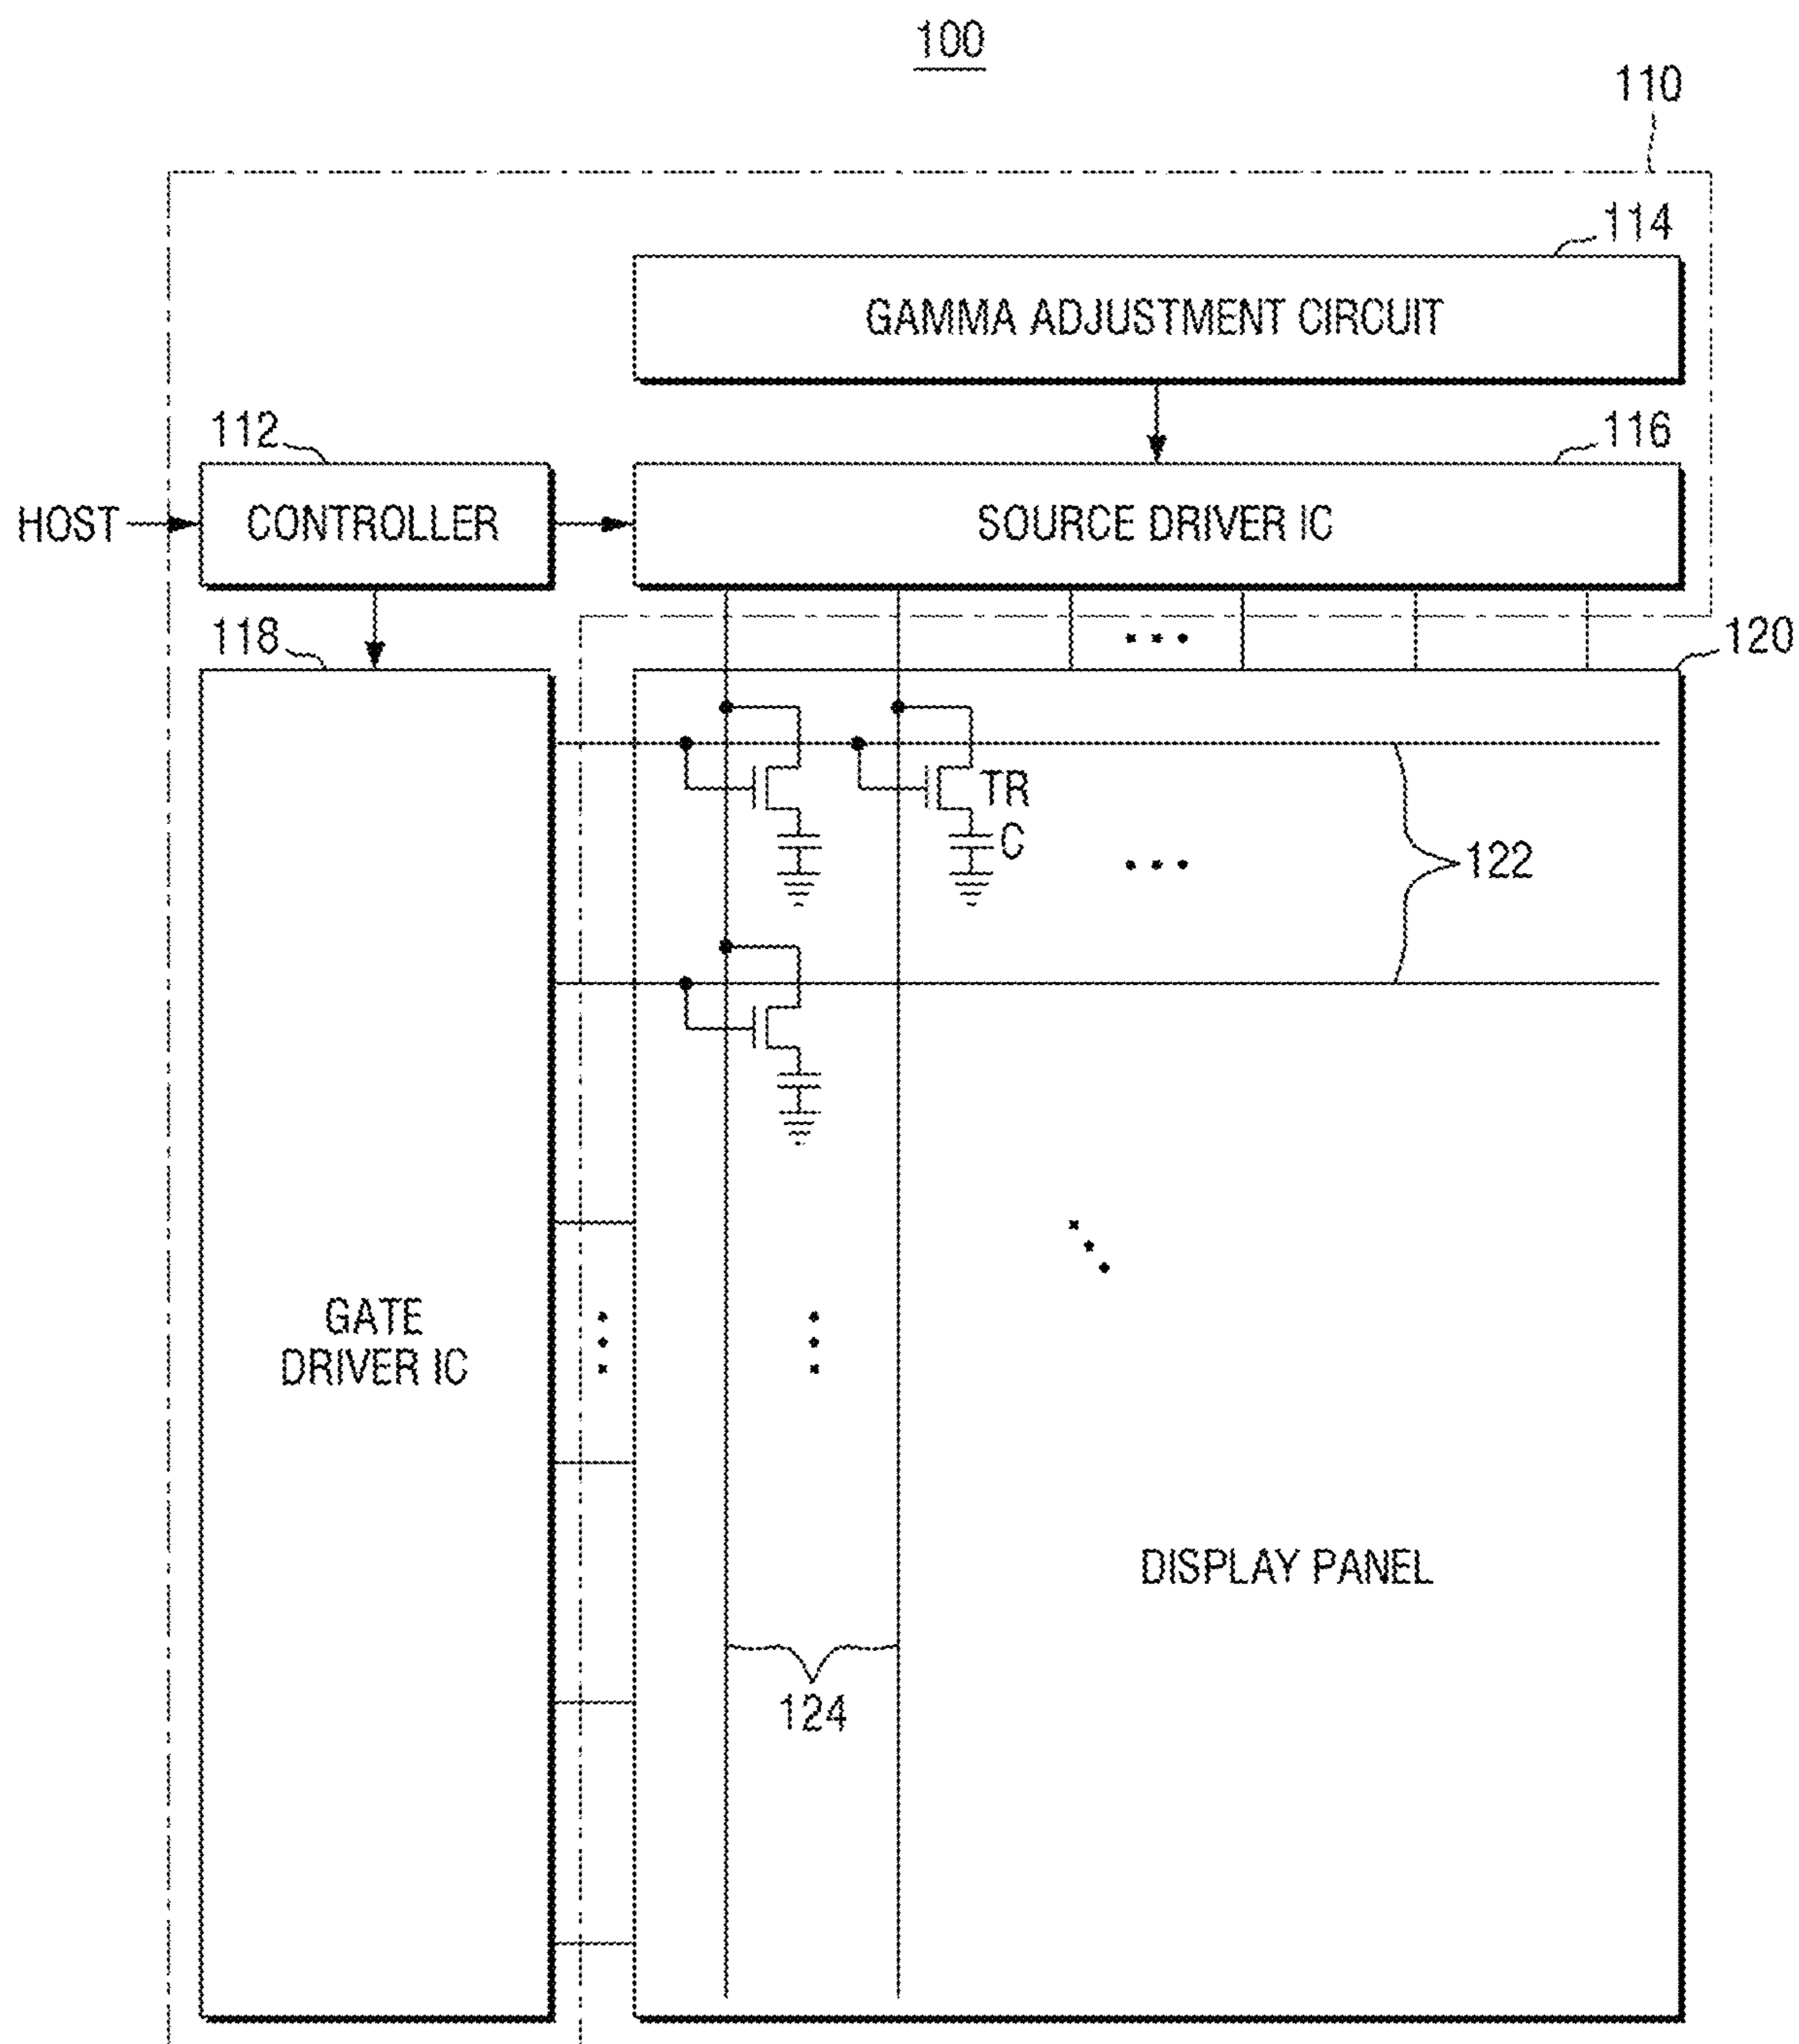 100
110
114
GAMMA ADJUSTMENT CIRCUIT
112
116
HOST
CONTROLLER
SOURCE DRIVER IC
118
120
TR
C
122
GATE
DRIVER IC
DISPLAY PANEL
124